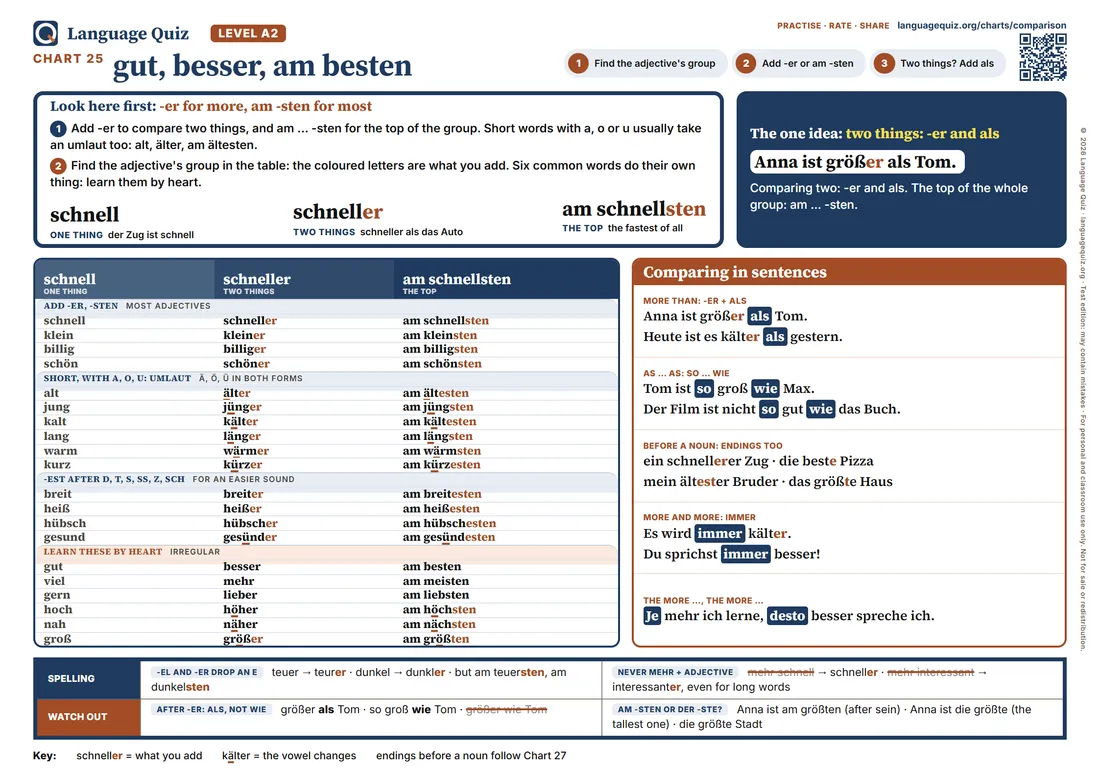 Language Quiz LEVEL A2
PRACTISE · RATE · SHARE languagequiz.org/charts/comparison
CHART 25 gut, besser, am besten
1 Find the adjective's group
2 Add -er or am -sten
3 Two things? Add als
Look here first: -er for more, am -sten for most
1 Add -er to compare two things, and am ... -sten for the top of the group. Short words with a, o or u usually take
an umlaut too: alt, älter, am ältesten.
2 Find the adjective's group in the table: the coloured letters are what you add. Six common words do their own
thing: learn them by heart.
schnell
ONE THING der Zug ist schnell
schneller
TWO THINGS schneller als das Auto
am schnellsten
THE TOP the fastest of all
The one idea: two things: -er and als
Anna ist größer als Tom.
Comparing two: -er and als. The top of the whole
group: am ... -sten.
schnell schneller am schnellsten
ONE THING TWO THINGS THE TOP
ADD -ER, -STEN MOST ADJECTIVES
schnell schneller am schnellsten
klein kleiner am kleinsten
billig billiger am billigsten
schön schöner am schönsten
SHORT, WITH A, O, U: UMLAUT Ä, Ö, Ü IN BOTH FORMS
alt älter am ältesten
jung jünger am jüngsten
kalt kälter am kältesten
lang länger am längsten
warm wärmer am wärmsten
kurz kürzer am kürzesten
-EST AFTER D, T, S, SS, Z, SCH FOR AN EASIER SOUND
breit breiter am breitesten
heiß heißer am heißesten
hübsch hübscher am hübschesten
gesund gesünder am gesündesten
LEARN THESE BY HEART IRREGULAR
gut besser am besten
viel mehr am meisten
gern lieber am liebsten
hoch höher am höchsten
nah näher am nächsten
groß größer am größten
Comparing in sentences
MORE THAN: -ER + ALS
Anna ist größer als Tom.
Heute ist es kälter als gestern.
AS ... AS: SO ... WIE
Tom ist so groß wie Max.
Der Film ist nicht so gut wie das Buch.
BEFORE A NOUN: ENDINGS TOO
ein schnellerer Zug · die beste Pizza
mein ältester Bruder · das größte Haus
MORE AND MORE: IMMER
Es wird immer kälter.
Du sprichst immer besser!
THE MORE ..., THE MORE ...
Je mehr ich lerne, desto besser spreche ich.
SPELLING
-EL AND -ER DROP AN E teuer → teurer · dunkel → dunkler · but am teuersten, am
dunkelsten
NEVER MEHR + ADJECTIVE mehr schnell → schneller · mehr interessant →
interessanter, even for long words
WATCH OUT
AFTER -ER: ALS, NOT WIE größer als Tom · so groß wie Tom · größer wie Tom
AM -STEN OR DER -STE? Anna ist am größten (after sein) · Anna ist die größte (the
tallest one) · die größte Stadt
Key: schneller = what you add kälter = the vowel changes endings before a noun follow Chart 27
© 2026 Language Quiz · languagequiz.org · Test edition: may contain mistakes · For personal and classroom use only. Not for sale or redistribution.